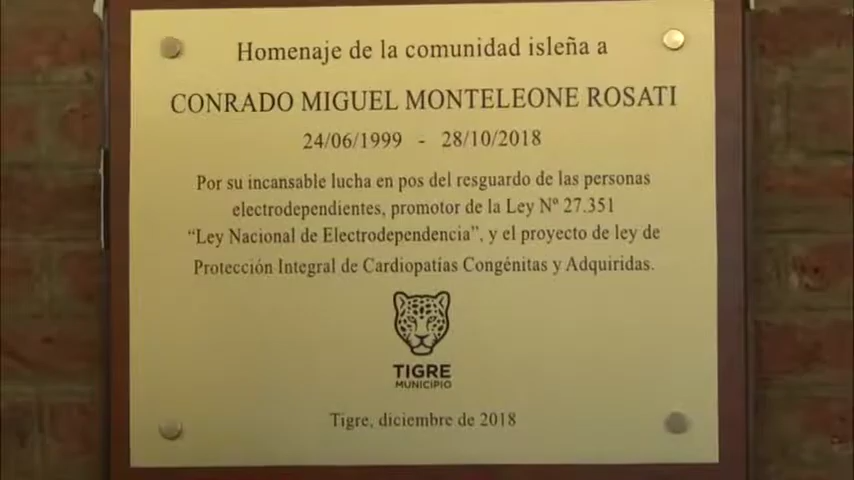 Homenaje de la comunidad isleña a
CONRADO MIGUEL MONTELEONE ROSATI
24/06/1999 - 28/10/2018
Por su incansable lucha en pos del resguardo de las personas
electrodependientes, promotor de la Ley Nº 27.351
“Ley Nacional de Electrodependencia”, y el proyecto de ley de
Protección Integral de Cardiopatías Congénitas y Adquiridas.
TIGRE
MUNICIPIO
Tigre, diciembre de 2018